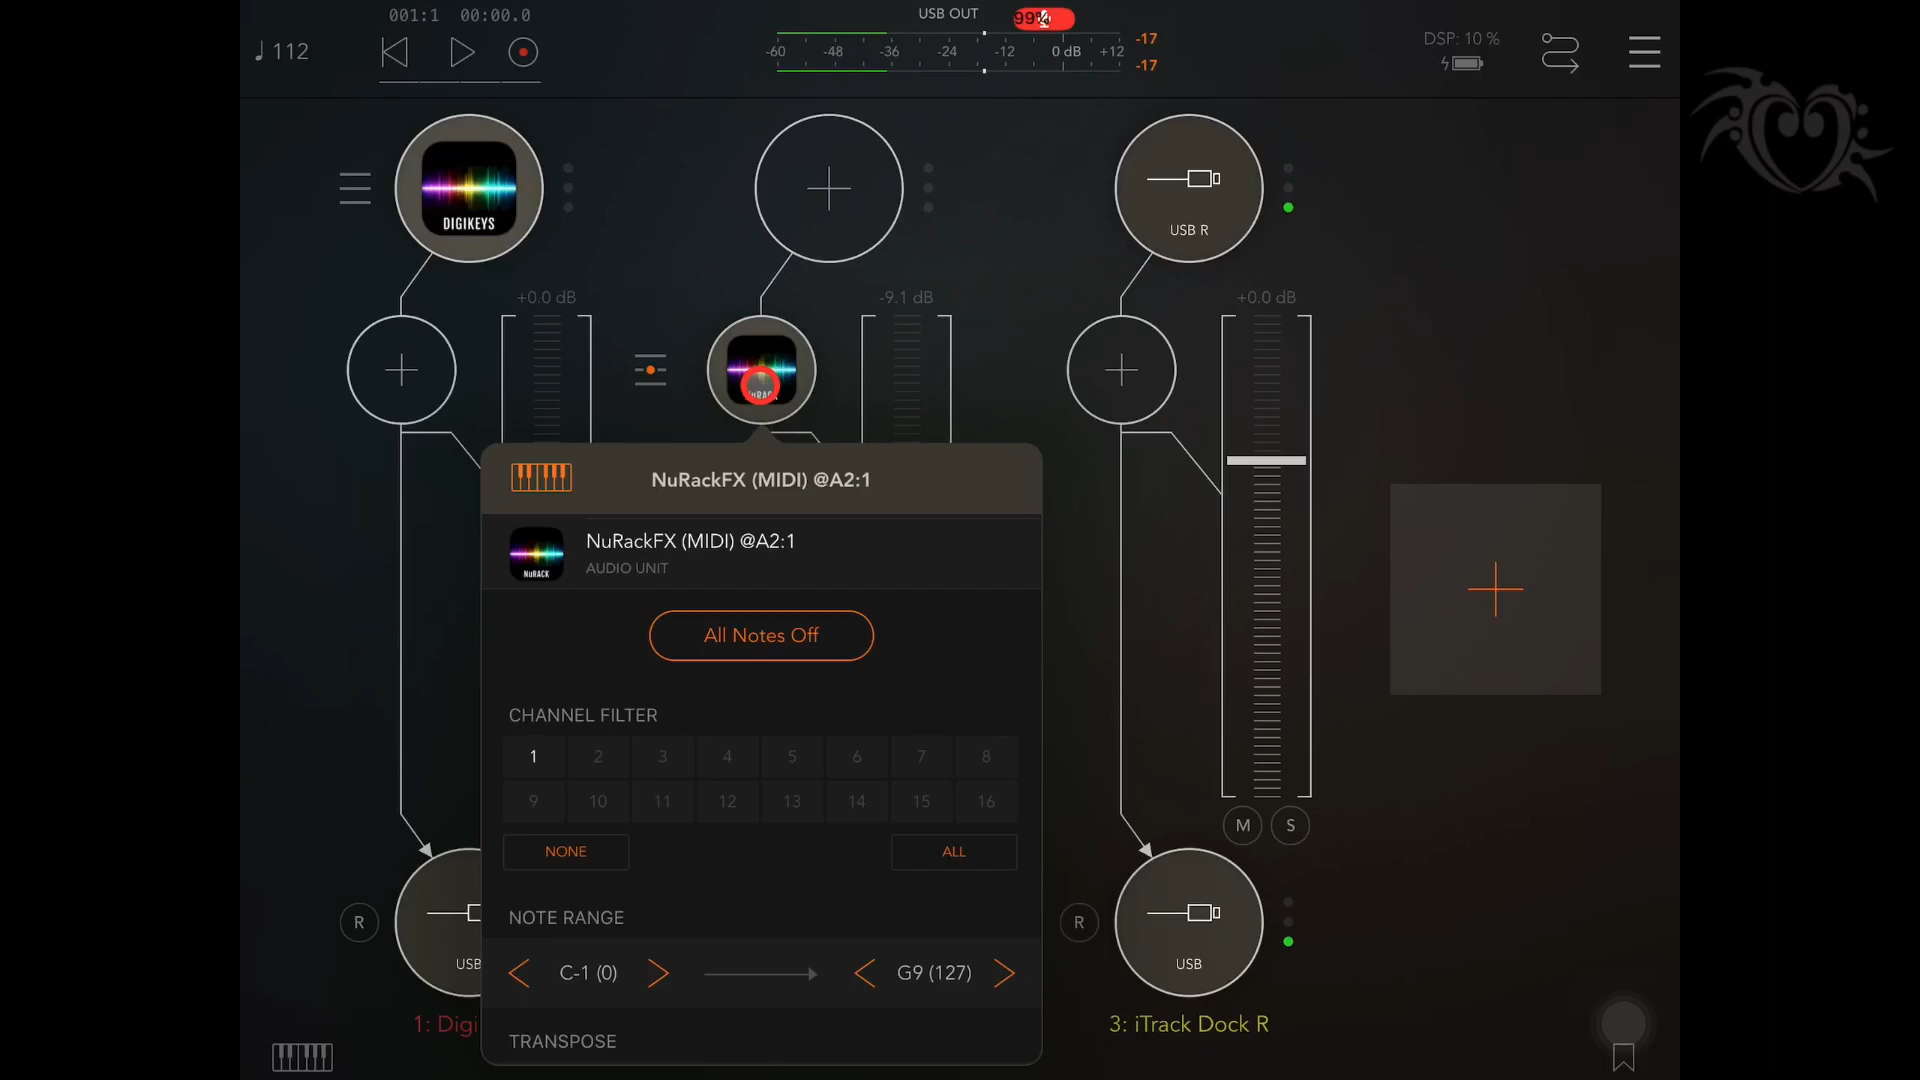 001:1 00:00.0
112
USB OUT
99%
-60 -48 -36 -24 -12 0 dB +12
-17
-17
DSP: 10 %
DIGIKEYS
USB R
+0.0 dB
-9.1 dB
+0.0 dB
NuRackFX (MIDI) @A2:1
NuRACK
NuRackFX (MIDI) @A2:1
AUDIO UNIT
All Notes Off
CHANNEL FILTER
1 2 3 4 5 6 7 8
9 10 11 12 13 14 15 16
NONE ALL
NOTE RANGE
C-1 (0) G9 (127)
TRANSPOSE
M S
R
USB
R
USB
1: Digi
3: iTrack Dock R